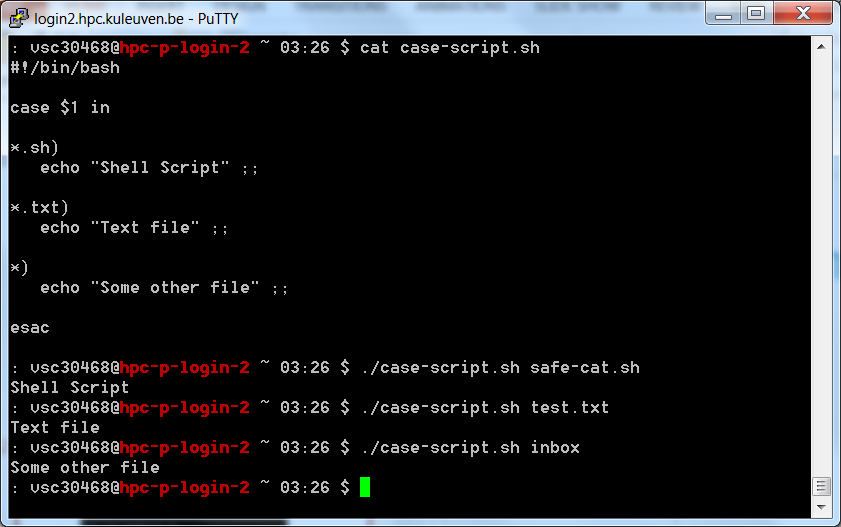 login2.hpc.kuleuven.be - PuTTY
: vsc30468@hpc-p-login-2 ~ 03:26 $ cat case-script.sh
#!/bin/bash
case $1 in
*.sh)
   echo "Shell Script" ;;
*.txt)
   echo "Text file" ;;
*)
   echo "Some other file" ;;
esac
: vsc30468@hpc-p-login-2 ~ 03:26 $ ./case-script.sh safe-cat.sh
Shell Script
: vsc30468@hpc-p-login-2 ~ 03:26 $ ./case-script.sh test.txt
Text file
: vsc30468@hpc-p-login-2 ~ 03:26 $ ./case-script.sh inbox
Some other file
: vsc30468@hpc-p-login-2 ~ 03:26 $